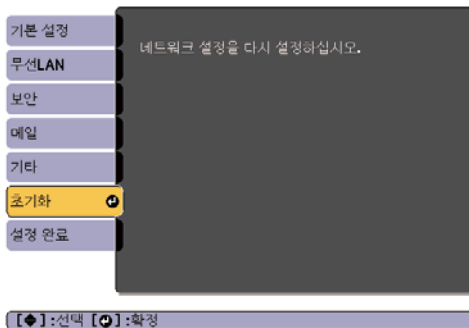 기본 설정
네트워크 설정을 다시 설정하십시오.
무선LAN
보안
메일
기타
초기화
설정 완료
[◆]:선택 [⏎]:확정